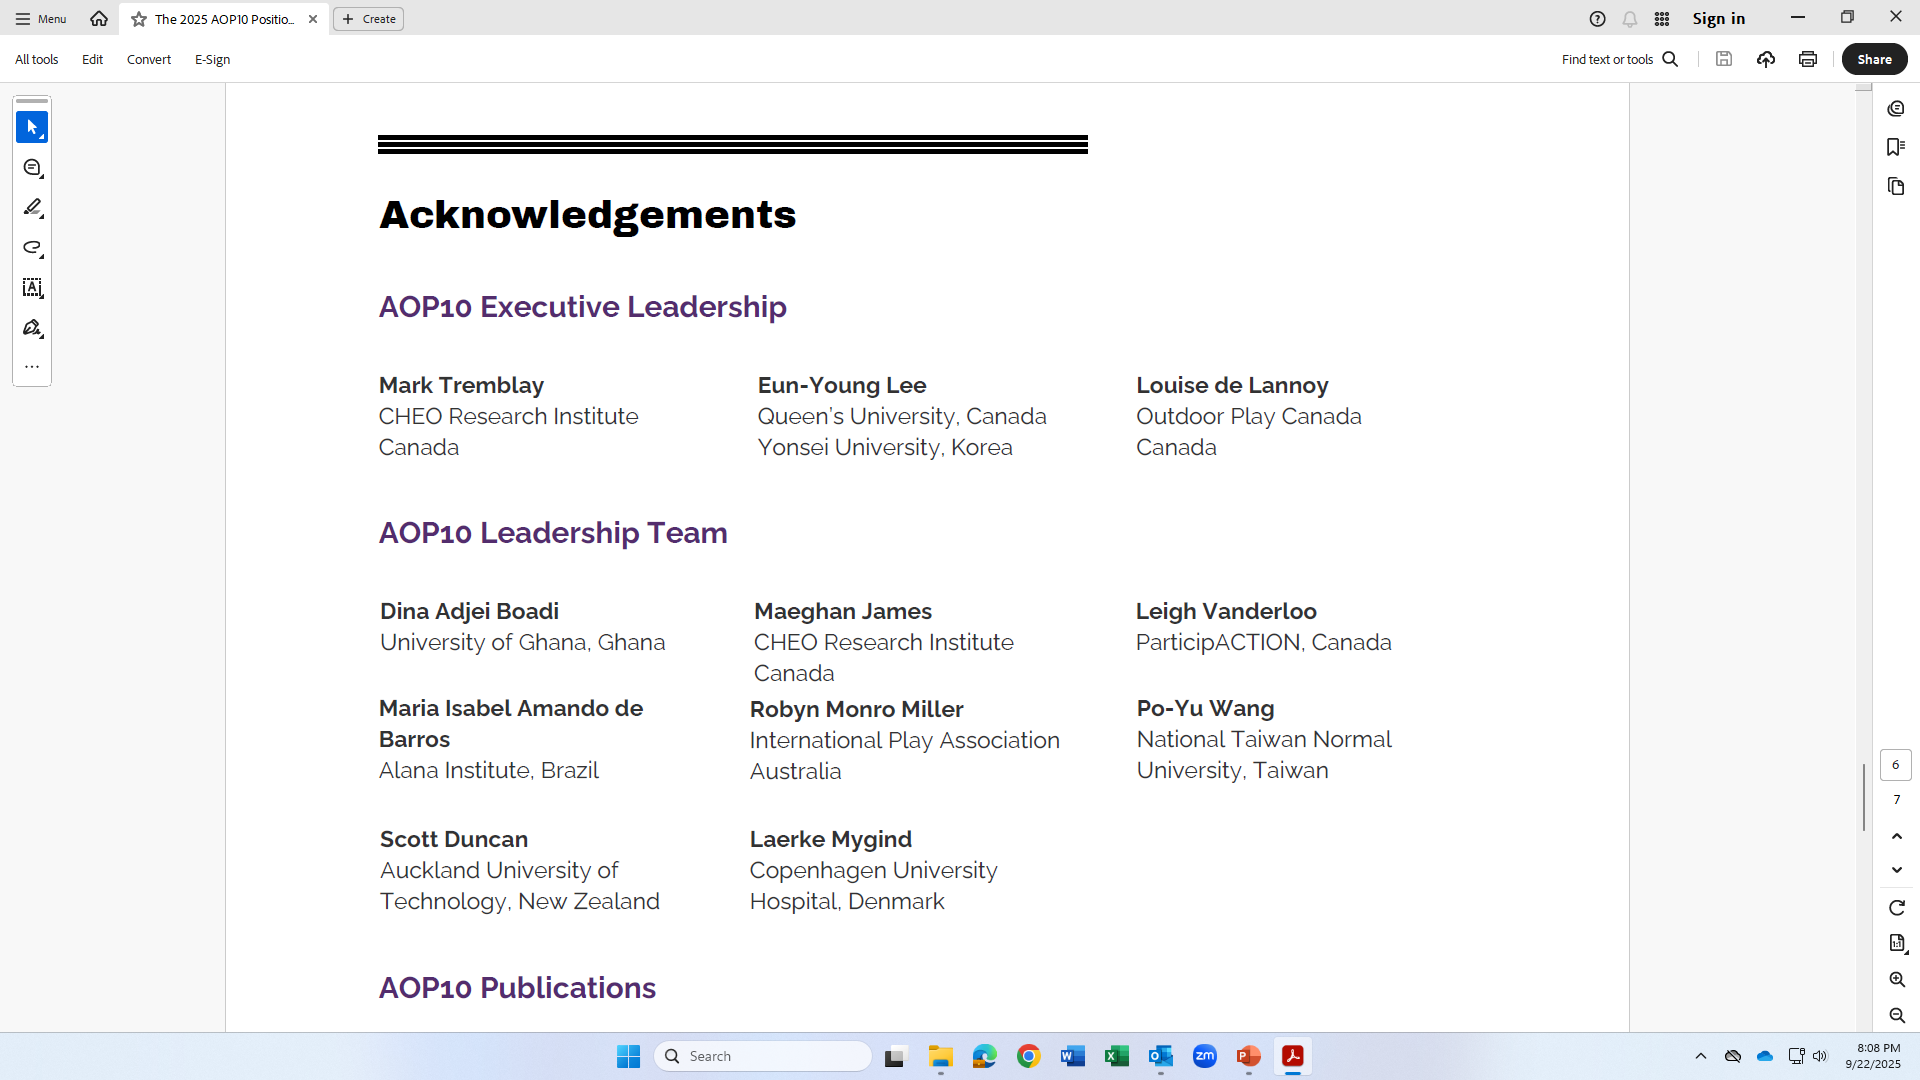 Menu
The 2025 AOP10 Positio...
Create
Sign in
All tools
Edit
Convert
E-Sign
Find text or tools
Share
Acknowledgements
AOP10 Executive Leadership
Mark Tremblay
CHEO Research Institute
Canada
Eun-Young Lee
Queen's University, Canada
Yonsei University, Korea
Louise de Lannoy
Outdoor Play Canada
Canada
AOP10 Leadership Team
Dina Adjei Boadi
University of Ghana, Ghana
Maeghan James
CHEO Research Institute
Canada
Leigh Vanderloo
ParticipACTION, Canada
Maria Isabel Amando de
Barros
Alana Institute, Brazil
Robyn Monro Miller
International Play Association
Australia
Po-Yu Wang
National Taiwan Normal
University, Taiwan
Scott Duncan
Auckland University of
Technology, New Zealand
Laerke Mygind
Copenhagen University
Hospital, Denmark
AOP10 Publications
6
7
Search
zm
8:08 PM
9/22/2025